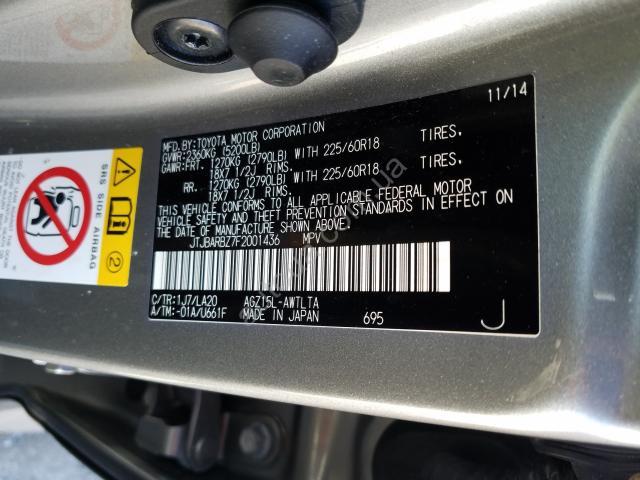 11/14
MFD.BY:TOYOTA MOTOR CORPORATION
GVWR:2360KG (5200LB)
GAWR:FRT. 1270KG (2790LB) WITH 225/60R18 TIRES.
18X7 1/2J RIMS.
RR. 1270KG (2790LB) WITH 225/60R18 TIRES.
18X7 1/2J RIMS.
THIS VEHICLE CONFORMS TO ALL APPLICABLE FEDERAL MOTOR
VEHICLE SAFETY AND THEFT PREVENTION STANDARDS IN EFFECT ON
THE DATE OF MANUFACTURE SHOWN ABOVE.
JTJBARBZ7F2001436 MPV
C/TR:1J7/LA20 AGZ15L-AWTLTA
A/TM:-01A/U661F MADE IN JAPAN 695 J
SRS SIDE AIRBAG
2